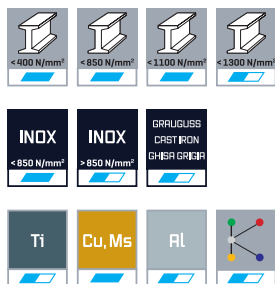 <400 N/mm² <850 N/mm² <1100 N/mm² <1300 N/mm²
INOX INOX GRAUGUSS
CAST IRON
GHISA GRIGIA
<850 N/mm² >850 N/mm²
Ti Cu, Ms Al